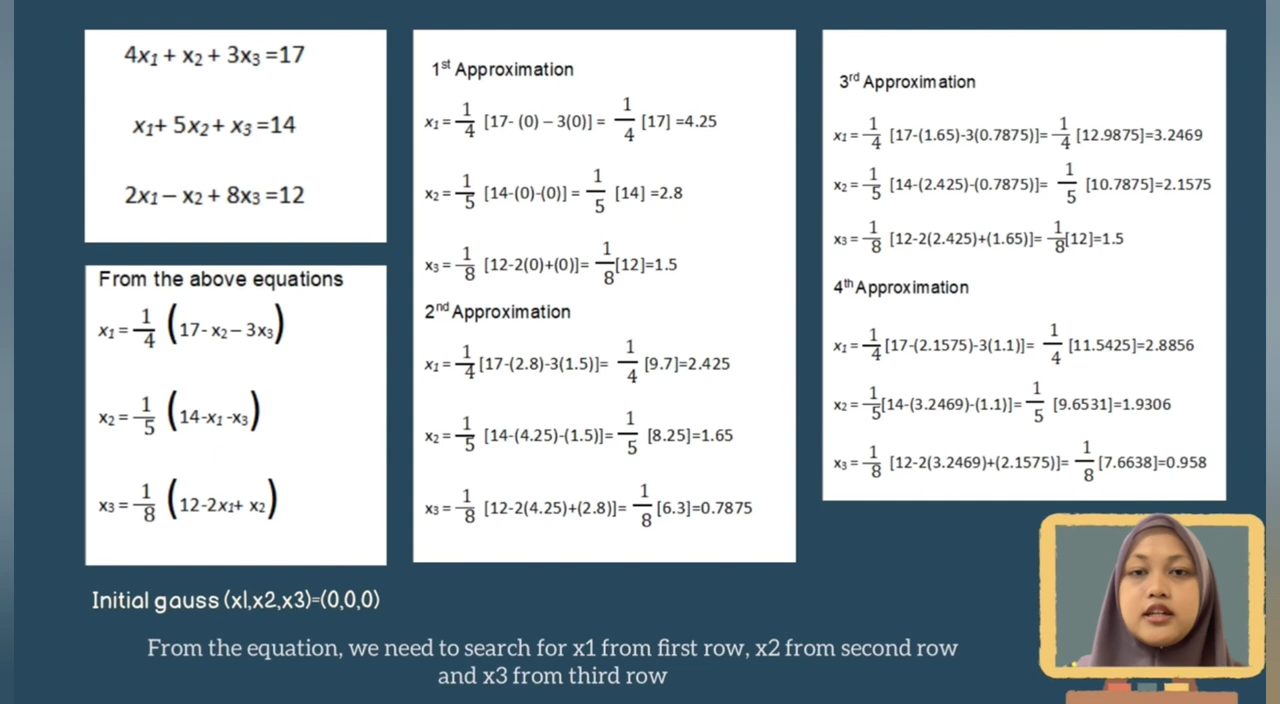 4x₁ + x₂ + 3x₃ =17
x₁+ 5x₂ + x₃ =14
2x₁ – x₂ + 8x₃ =12
From the above equations
x₁ = 1/4 (17- x₂ – 3x₃)
x₂ = 1/5 (14-x₁ -x₃)
x₃ = 1/8 (12-2x₁+ x₂)
Initial gauss (x1,x2,x3)=(0,0,0)
1st Approximation
x₁ = 1/4 [17- (0) – 3(0)] = 1/4 [17] =4.25
x₂ = 1/5 [14-(0)-(0)] = 1/5 [14] =2.8
x₃ = 1/8 [12-2(0)+(0)]= 1/8 [12]=1.5
2nd Approximation
x₁ = 1/4 [17-(2.8)-3(1.5)]= 1/4 [9.7]=2.425
x₂ = 1/5 [14-(4.25)-(1.5)]= 1/5 [8.25]=1.65
x₃ = 1/8 [12-2(4.25)+(2.8)]= 1/8 [6.3]=0.7875
3rd Approximation
x₁ = 1/4 [17-(1.65)-3(0.7875)]= 1/4 [12.9875]=3.2469
x₂ = 1/5 [14-(2.425)-(0.7875)]= 1/5 [10.7875]=2.1575
x₃ = 1/8 [12-2(2.425)+(1.65)]= 1/8 [12]=1.5
4th Approximation
x₁ = 1/4 [17-(2.1575)-3(1.1)]= 1/4 [11.5425]=2.8856
x₂ = 1/5 [14-(3.2469)-(1.1)]= 1/5 [9.6531]=1.9306
x₃ = 1/8 [12-2(3.2469)+(2.1575)]= 1/8 [7.6638]=0.958
From the equation, we need to search for x1 from first row, x2 from second row
and x3 from third row